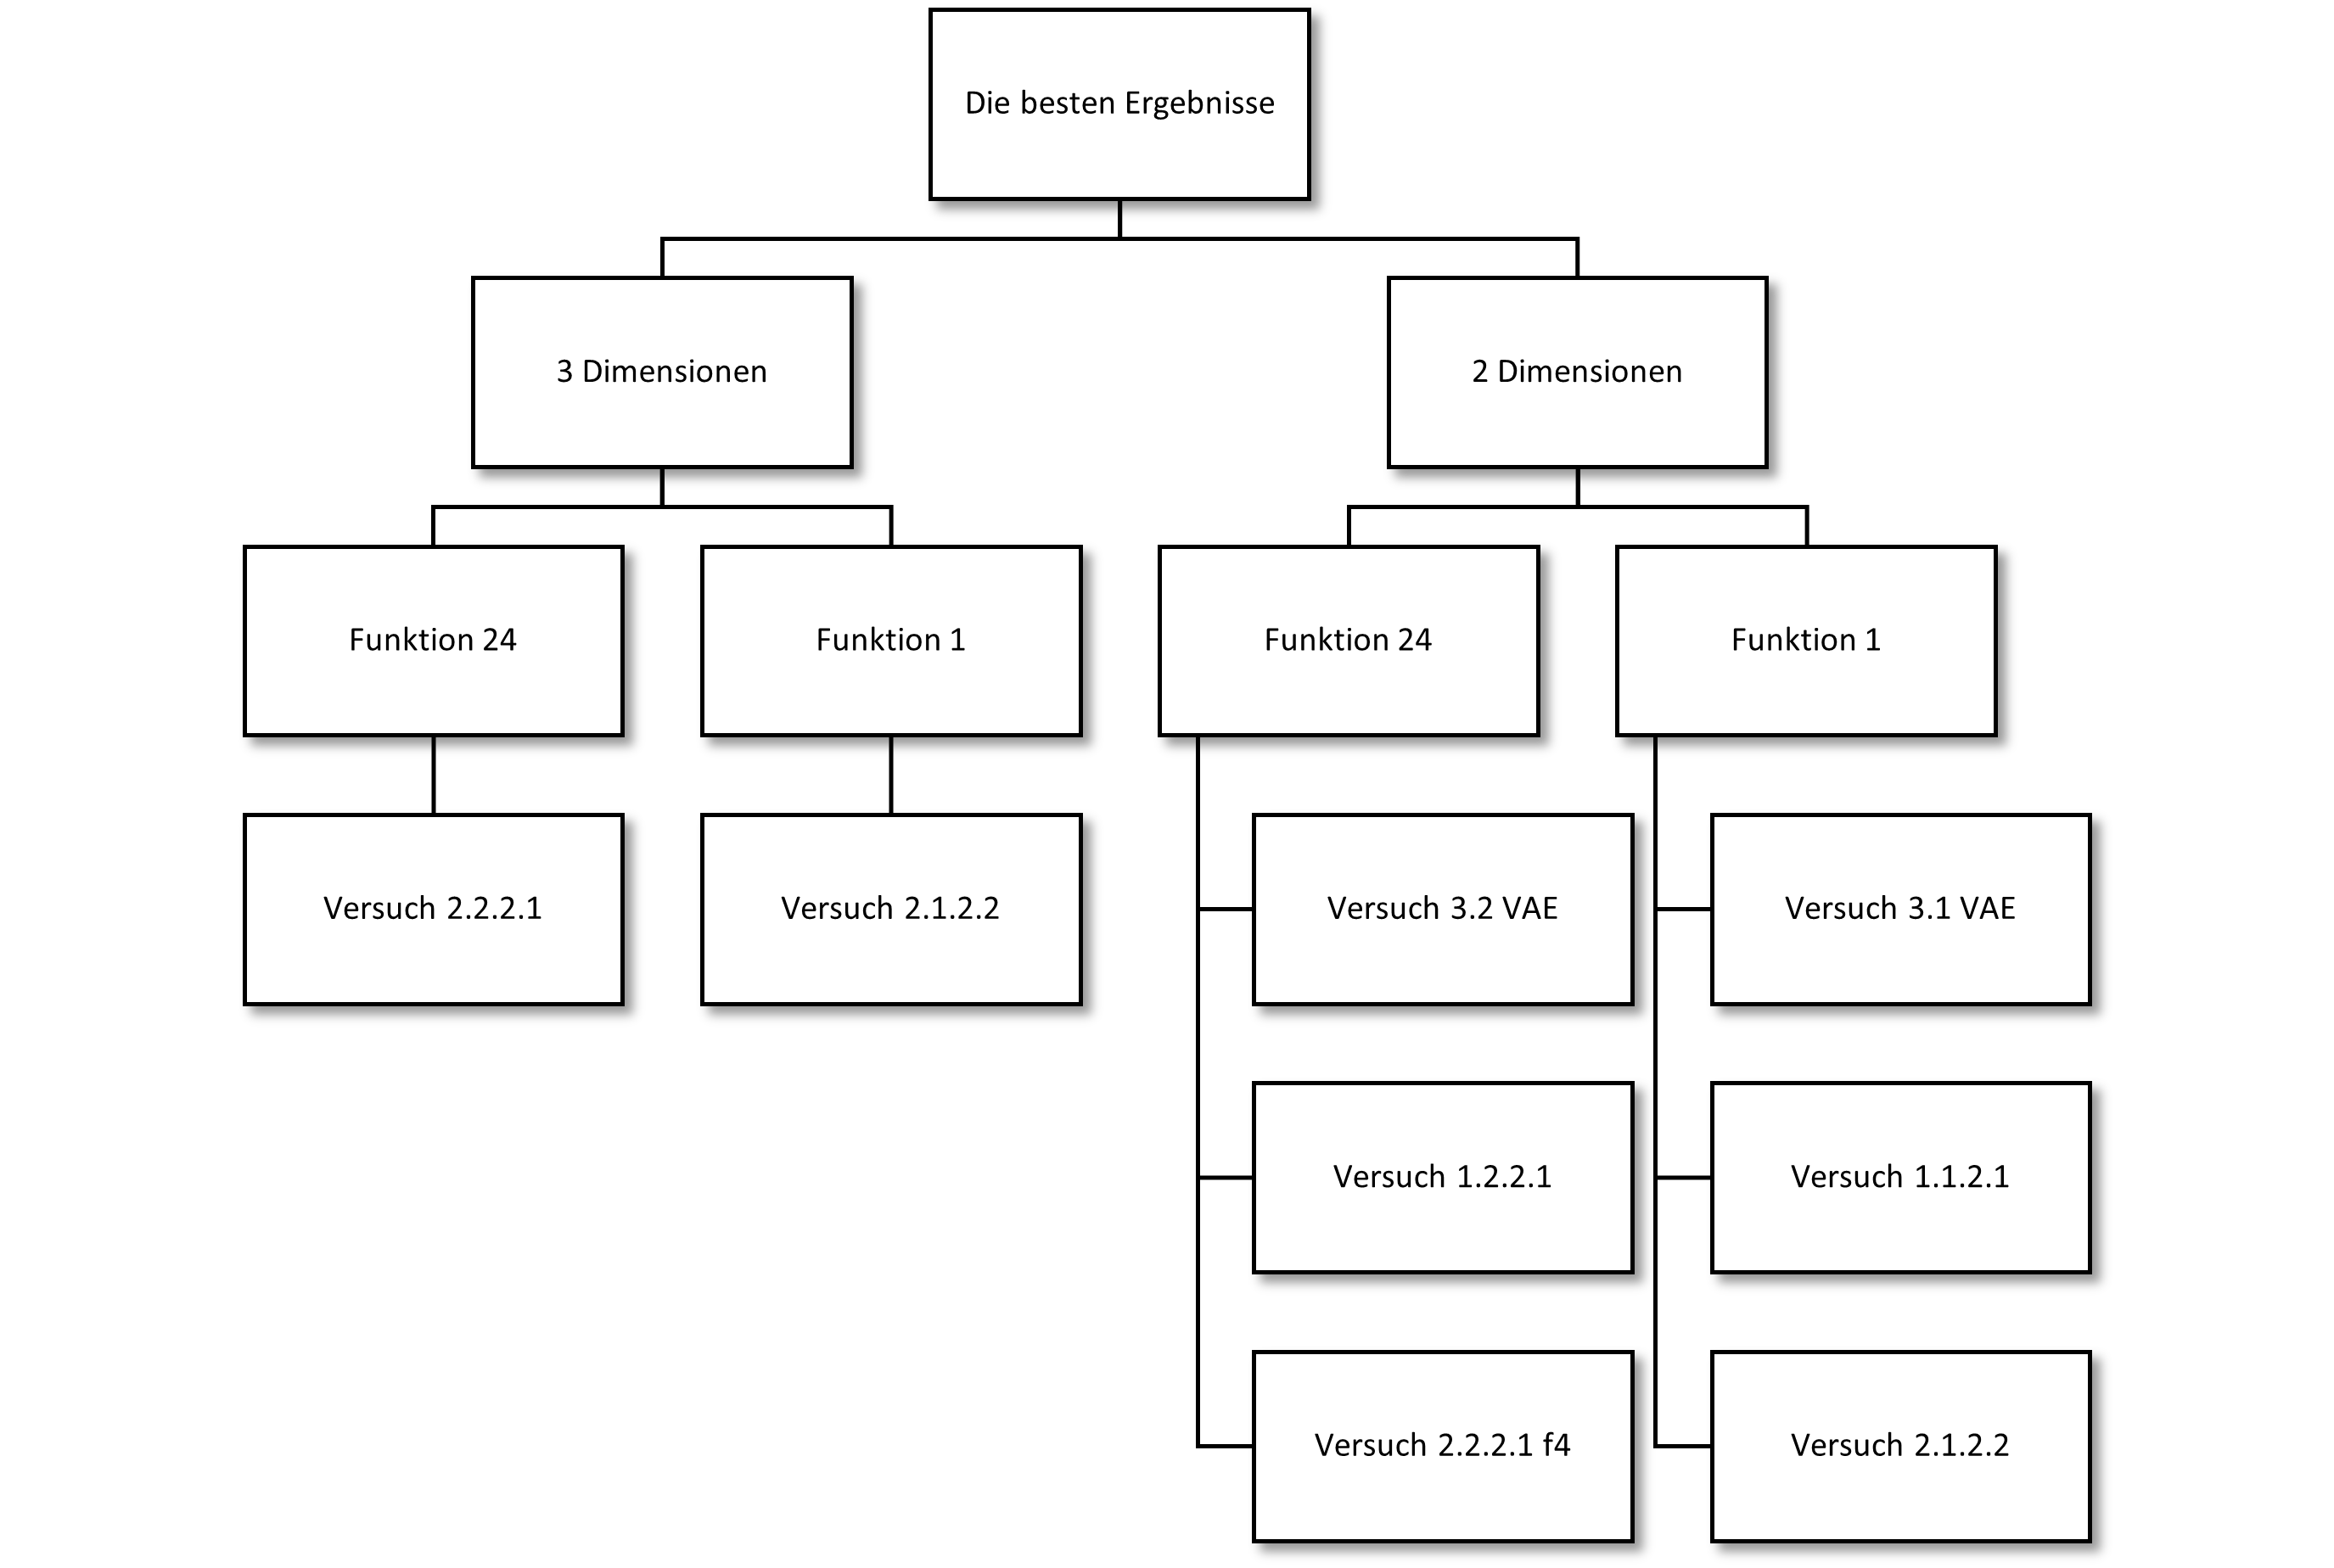 Die besten Ergebnisse
3 Dimensionen
2 Dimensionen
Funktion 24
Funktion 1
Funktion 24
Funktion 1
Versuch 2.2.2.1
Versuch 2.1.2.2
Versuch 3.2 VAE
Versuch 3.1 VAE
Versuch 1.2.2.1
Versuch 1.1.2.1
Versuch 2.2.2.1 f4
Versuch 2.1.2.2